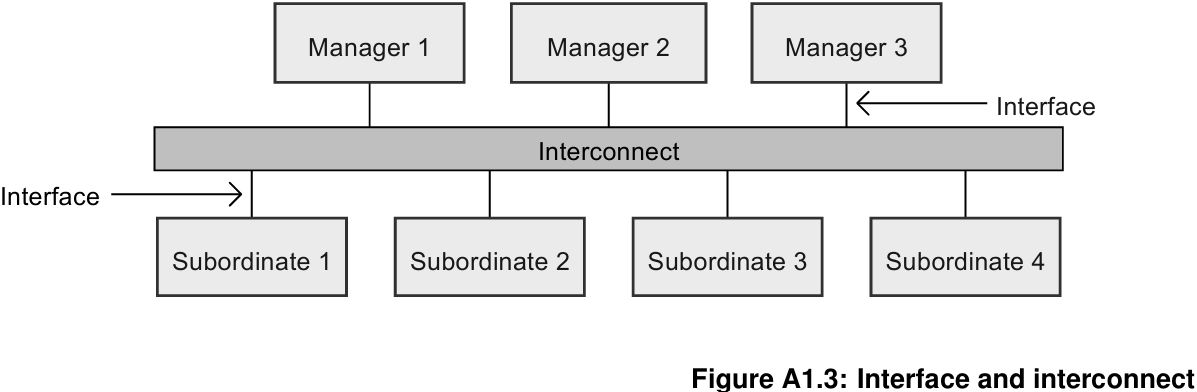 Manager 1
Manager 2
Manager 3
Interface
Interconnect
Interface
Subordinate 1
Subordinate 2
Subordinate 3
Subordinate 4
Figure A1.3: Interface and interconnect